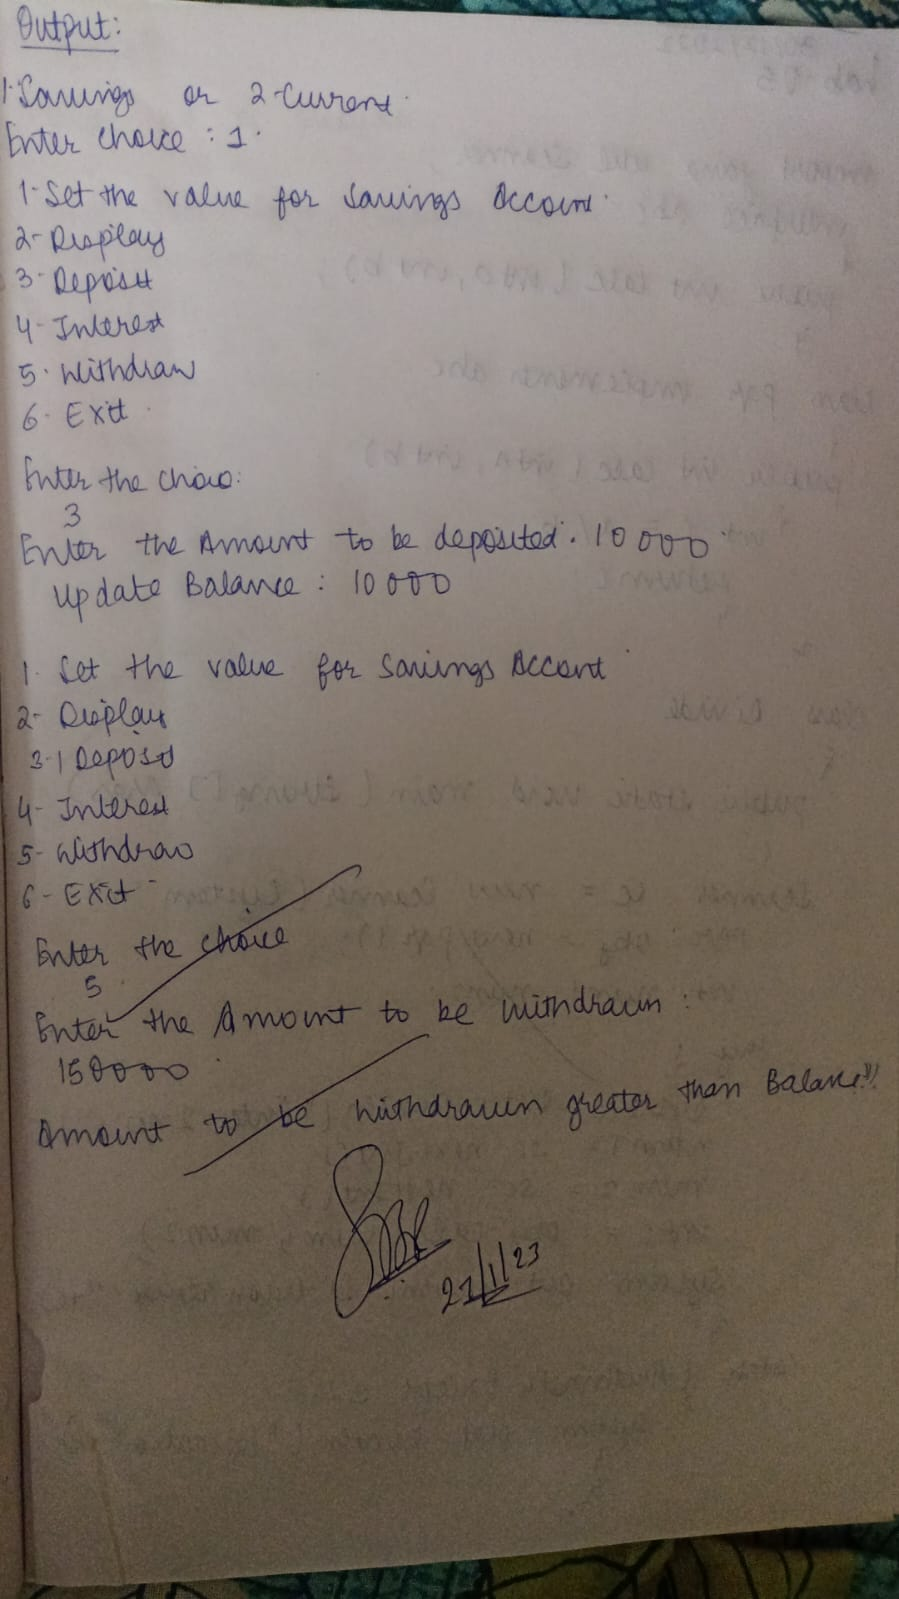 Output:
1. Savings or 2-Current.
Enter choice : 1.
1- Set the value for Savings Account.
2- Display
3- Deposit
4- Interest
5. Withdraw
6- Exit
Enter the choic:
3
Enter the Amount to be deposited. 10000
Update Balance : 10000
1. Set the value for Savings Account
2- Display
3-1 Deposit
4- Interest
5- Withdraw
6- Exit
Enter the choice
5
Enter the Amount to be withdrawn :
150000
Amount to be withdrawn greater than Balance!!